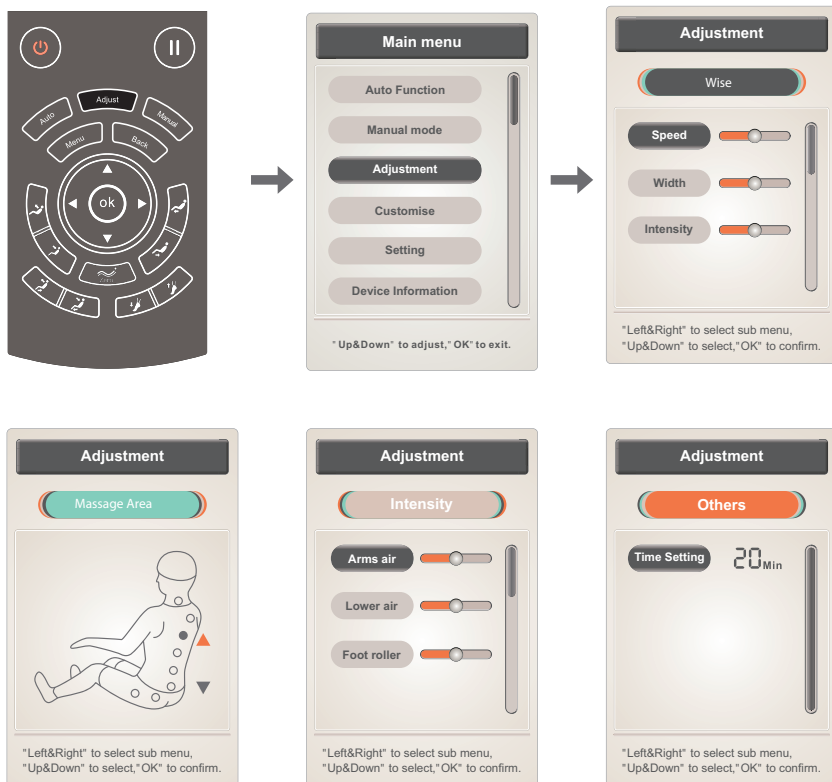 Adjust
Auto
Manual
Menu
Back
ok
Zero
Main menu
Auto Function
Manual mode
Adjustment
Customise
Setting
Device Information
" Up&Down" to adjust," OK" to exit.
Adjustment
Wise
Speed
Width
Intensity
"Left&Right" to select sub menu,
"Up&Down" to select,"OK" to confirm.
Adjustment
Massage Area
"Left&Right" to select sub menu,
"Up&Down" to select,"OK" to confirm.
Adjustment
Intensity
Arms air
Lower air
Foot roller
"Left&Right" to select sub menu,
"Up&Down" to select,"OK" to confirm.
Adjustment
Others
Time Setting 20Min
"Left&Right" to select sub menu,
"Up&Down" to select,"OK" to confirm.